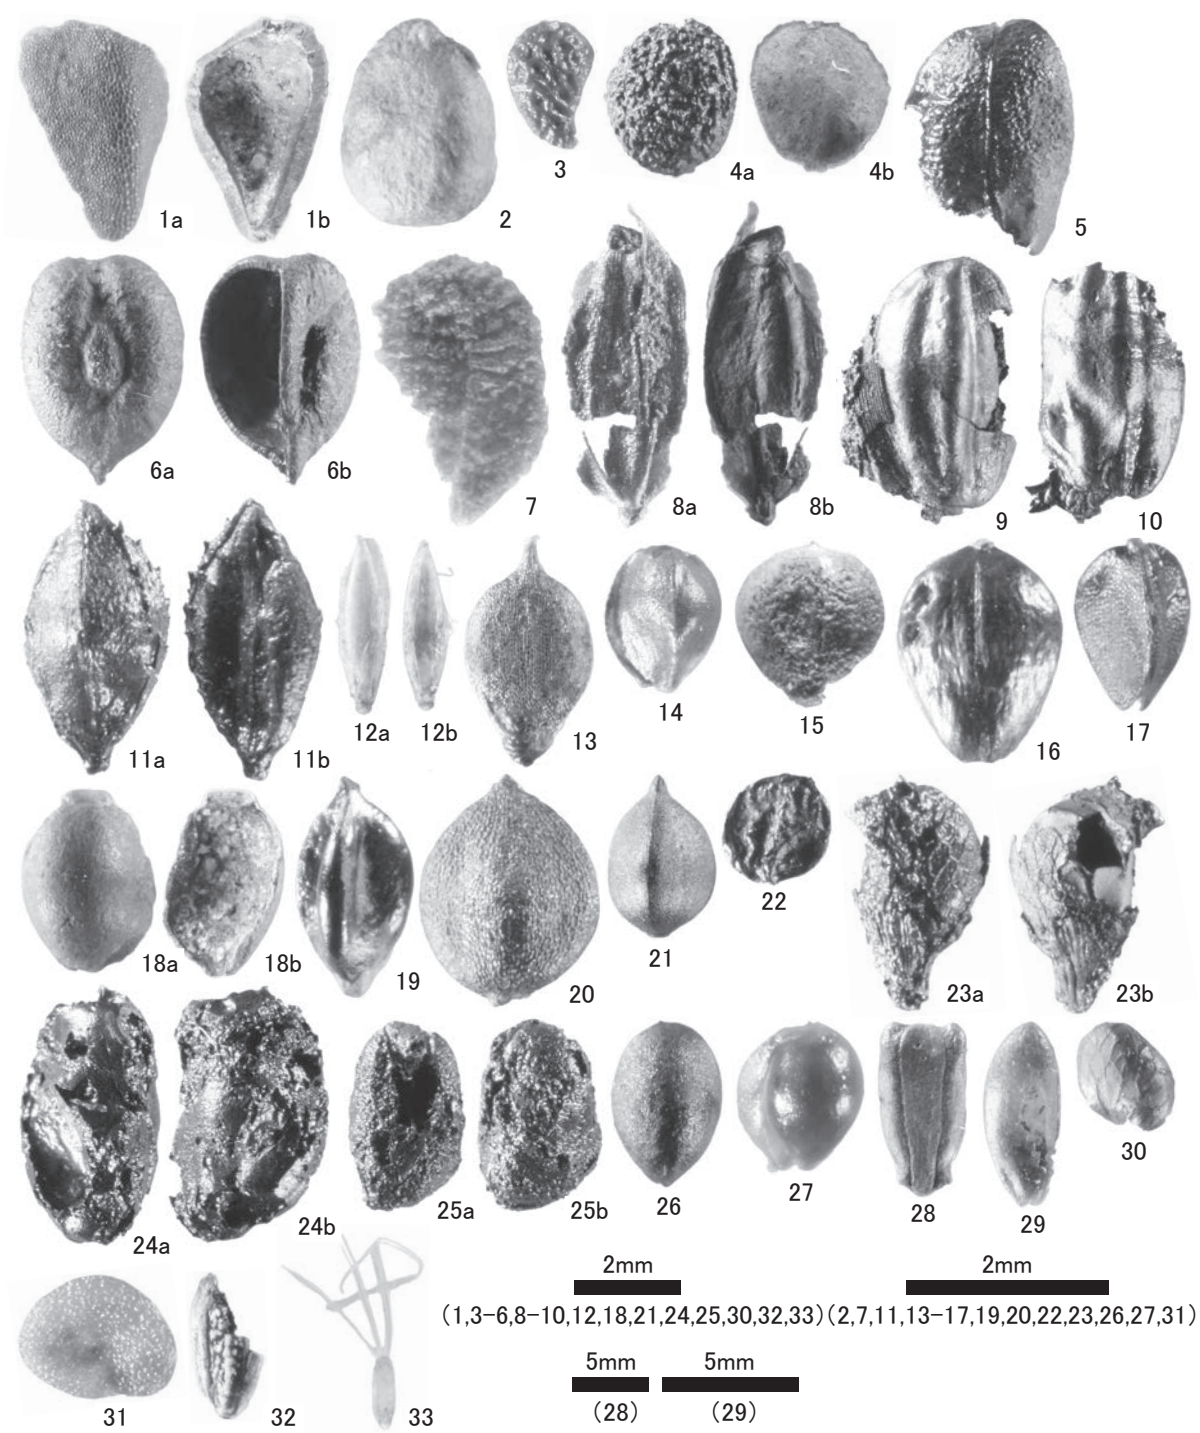 1a
1b
2
3
4a
4b
5
6a
6b
7
8a
8b
9
10
11a
11b
12a
12b
13
14
15
16
17
18a
18b
19
20
21
22
23a
23b
24a
24b
25a
25b
26
27
28
29
30
31
32
33
2mm
(1,3-6,8-10,12,18,21,24,25,30,32,33)
2mm
(2,7,11,13-17,19,20,22,23,26,27,31)
5mm
(28)
5mm
(29)